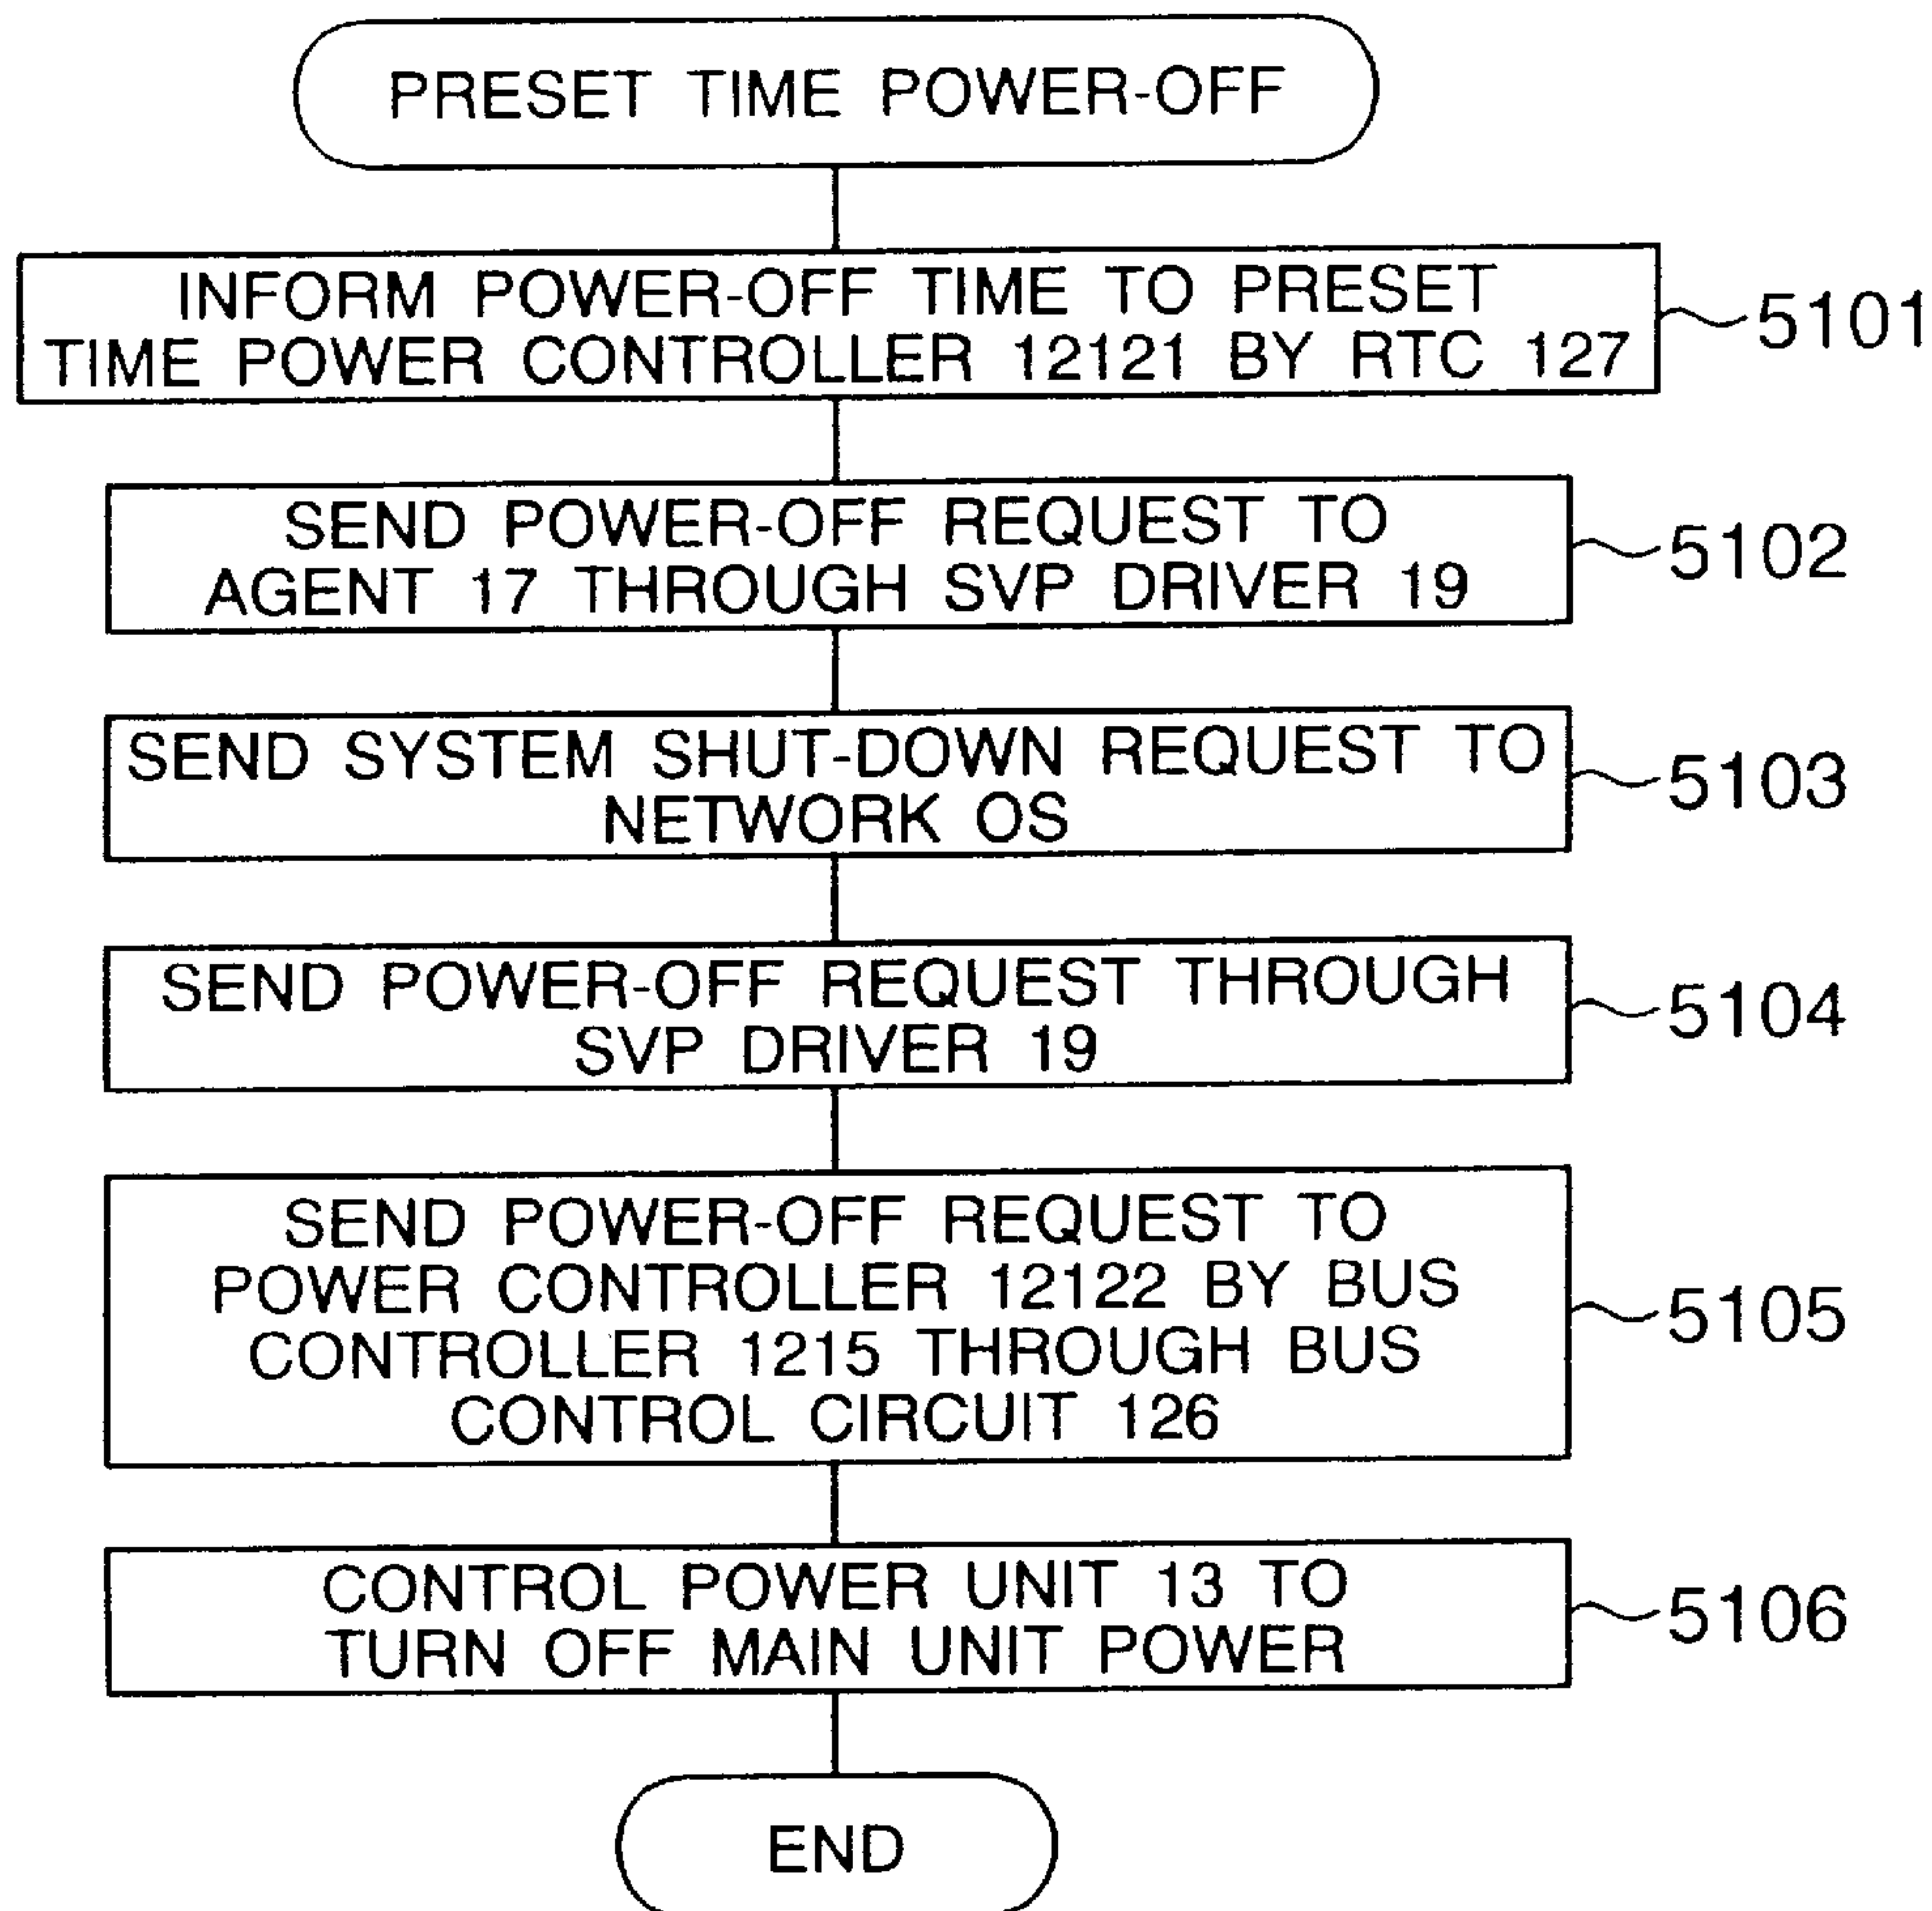 PRESET TIME POWER-OFF
INFORM POWER-OFF TIME TO PRESET
TIME POWER CONTROLLER 12121 BY RTC 127
5101
SEND POWER-OFF REQUEST TO
AGENT 17 THROUGH SVP DRIVER 19
5102
SEND SYSTEM SHUT-DOWN REQUEST TO
NETWORK OS
5103
SEND POWER-OFF REQUEST THROUGH
SVP DRIVER 19
5104
SEND POWER-OFF REQUEST TO
POWER CONTROLLER 12122 BY BUS
CONTROLLER 1215 THROUGH BUS
CONTROL CIRCUIT 126
5105
CONTROL POWER UNIT 13 TO
TURN OFF MAIN UNIT POWER
5106
END